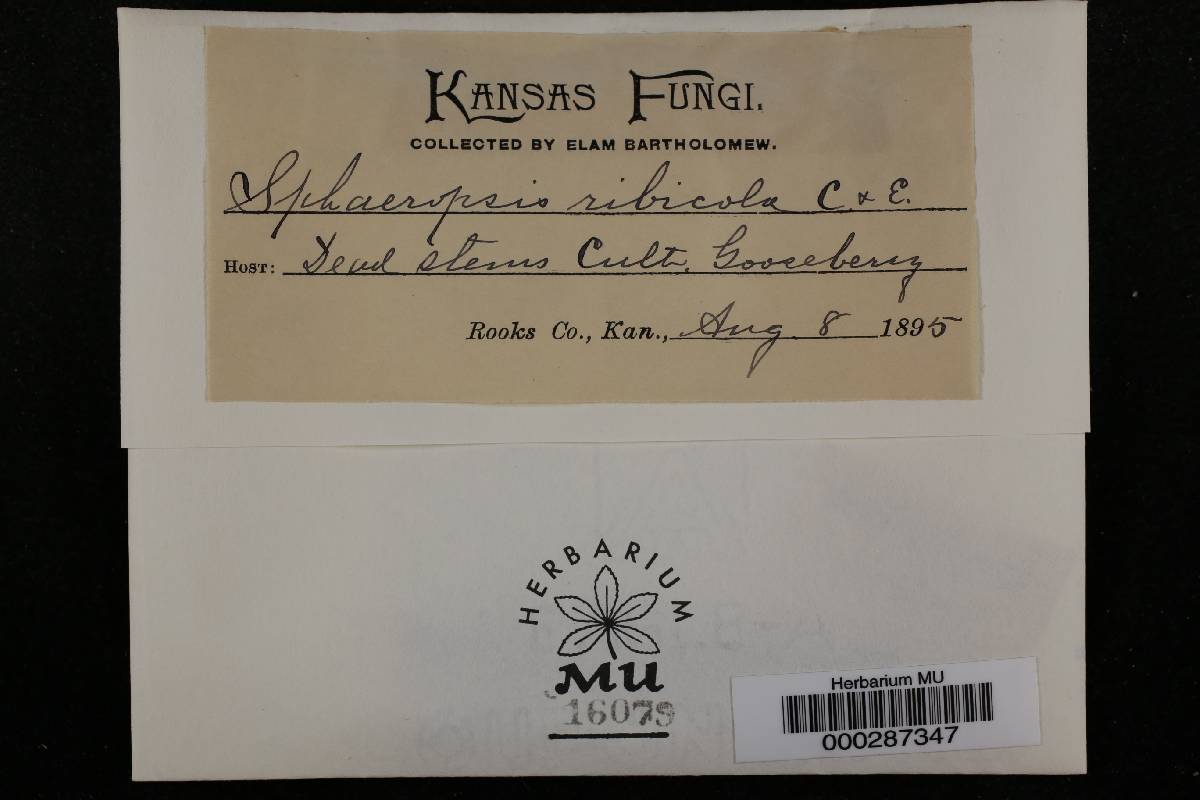 KANSAS FUNGI.
COLLECTED BY ELAM BARTHOLOMEW.
Sphaeropsis ribicola C. & E.
HOST: Dead stems Cult. Gooseberry
Rooks Co., Kan., Aug 8 1895
HERBARIUM
MU
16079
Herbarium MU
000287347